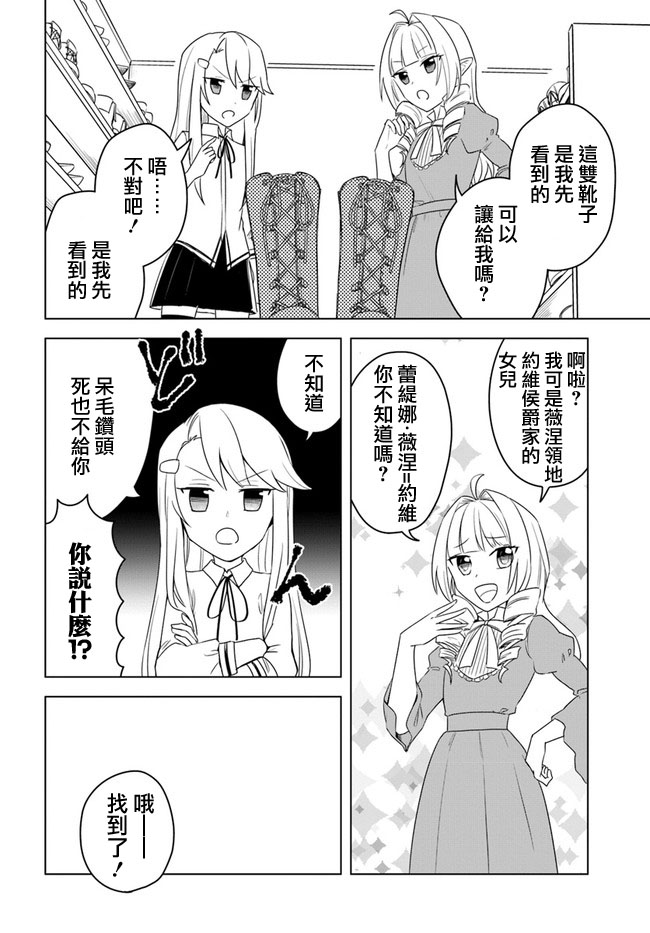 這雙靴子
是我先
看到的
可以
讓給我嗎？
唔……
不對吧！
是我先
看到的
啊啦？
我可是薇涅領地
約維侯爵家的
女兒
蕾緹娜·薇涅=約維
你不知道嗎？
不知道
呆毛鑽頭
死也不給你
ビン
你說什麼!?
哦——
找到了！